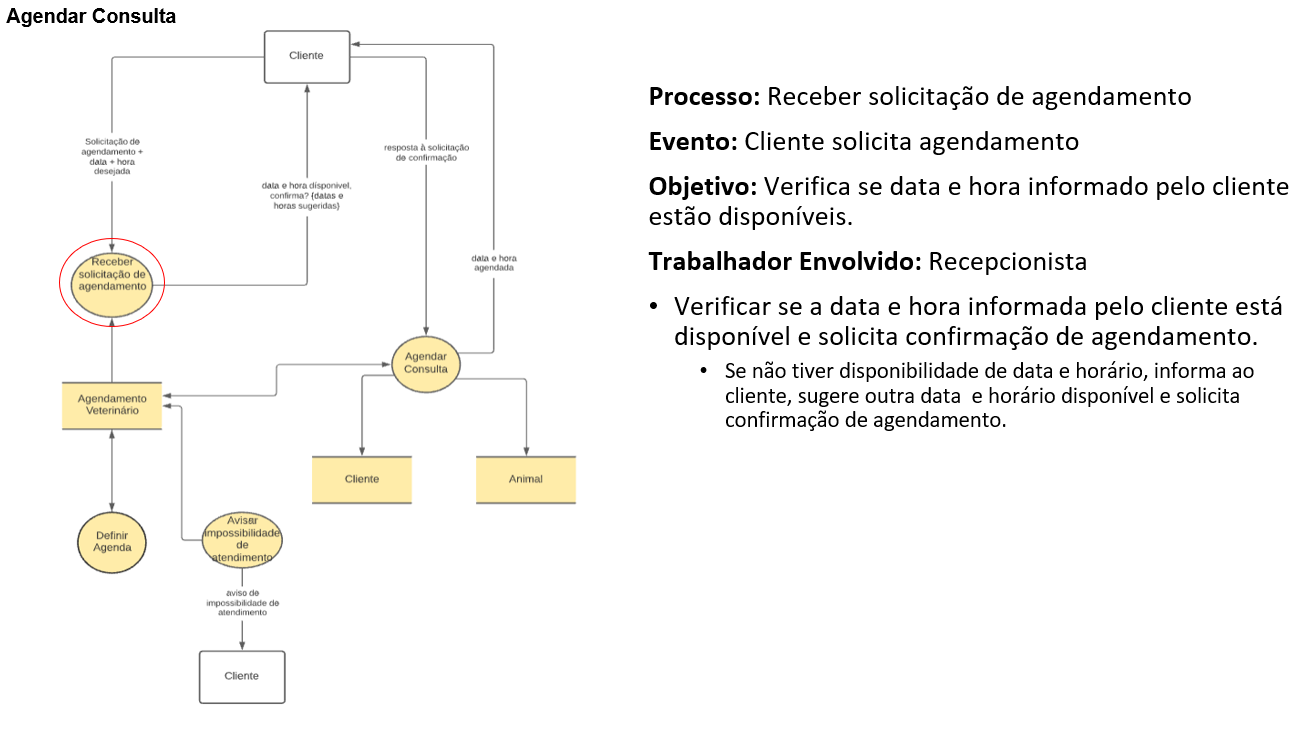 Agendar Consulta
Cliente
Solicitação de
agendamento +
data + hora
desejada
data e hora disponível,
confirma? {datas e
horas sugeridas}
resposta à solicitação
de confirmação
data e hora
agendada
Receber
solicitação de
agendamento
Agendar
Consulta
Agendamento
Veterinário
Cliente
Animal
Definir
Agenda
Avisar
impossibilidade
de
atendimento
aviso de
impossibilidade de
atendimento
Cliente
Processo: Receber solicitação de agendamento
Evento: Cliente solicita agendamento
Objetivo: Verifica se data e hora informado pelo cliente
estão disponíveis.
Trabalhador Envolvido: Recepcionista
• Verificar se a data e hora informada pelo cliente está
disponível e solicita confirmação de agendamento.
• Se não tiver disponibilidade de data e horário, informa ao
cliente, sugere outra data e horário disponível e solicita
confirmação de agendamento.